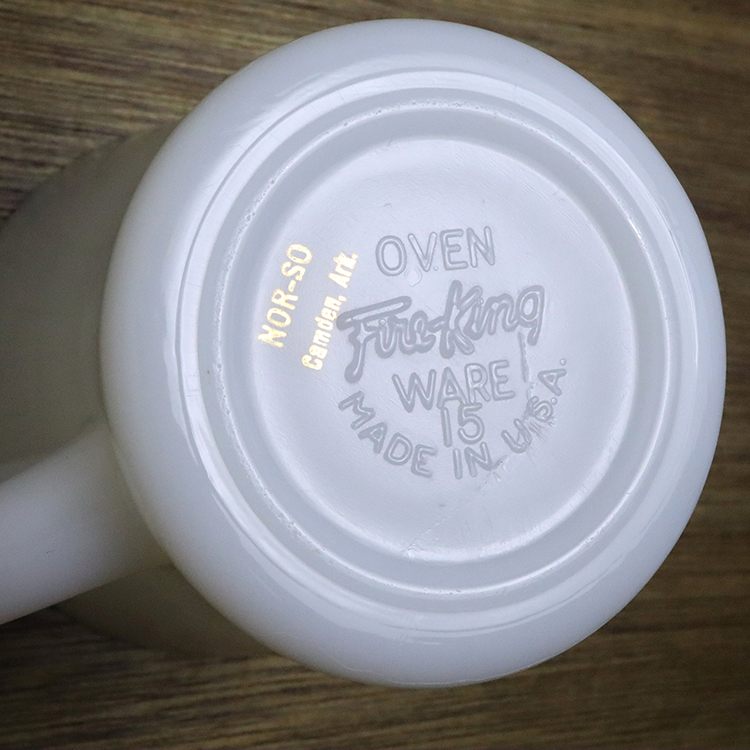 NOR-SO
Camden, Ark.
OVEN
Fire-King
WARE
15
MADE IN U.S.A.